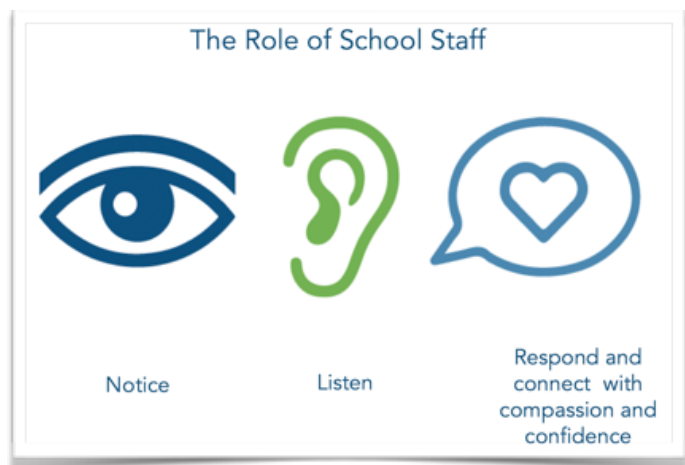 The Role of School Staff
Notice
Listen
Respond and
connect with
compassion and
confidence